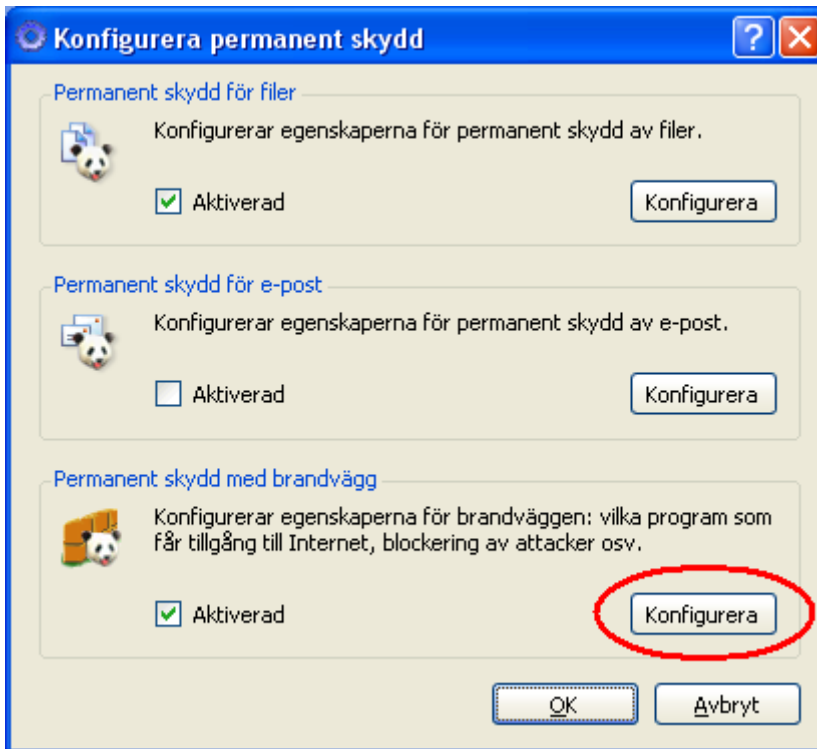 Konfigurera permanent skydd
Permanent skydd för filer
Konfigurerar egenskaperna för permanent skydd av filer.
Aktiverad
Konfigurera
Permanent skydd för e-post
Konfigurerar egenskaperna för permanent skydd av e-post.
Aktiverad
Konfigurera
Permanent skydd med brandvägg
Konfigurerar egenskaperna för brandväggen: vilka program som
får tillgång till Internet, blockering av attacker osv.
Aktiverad
Konfigurera
OK
Avbryt